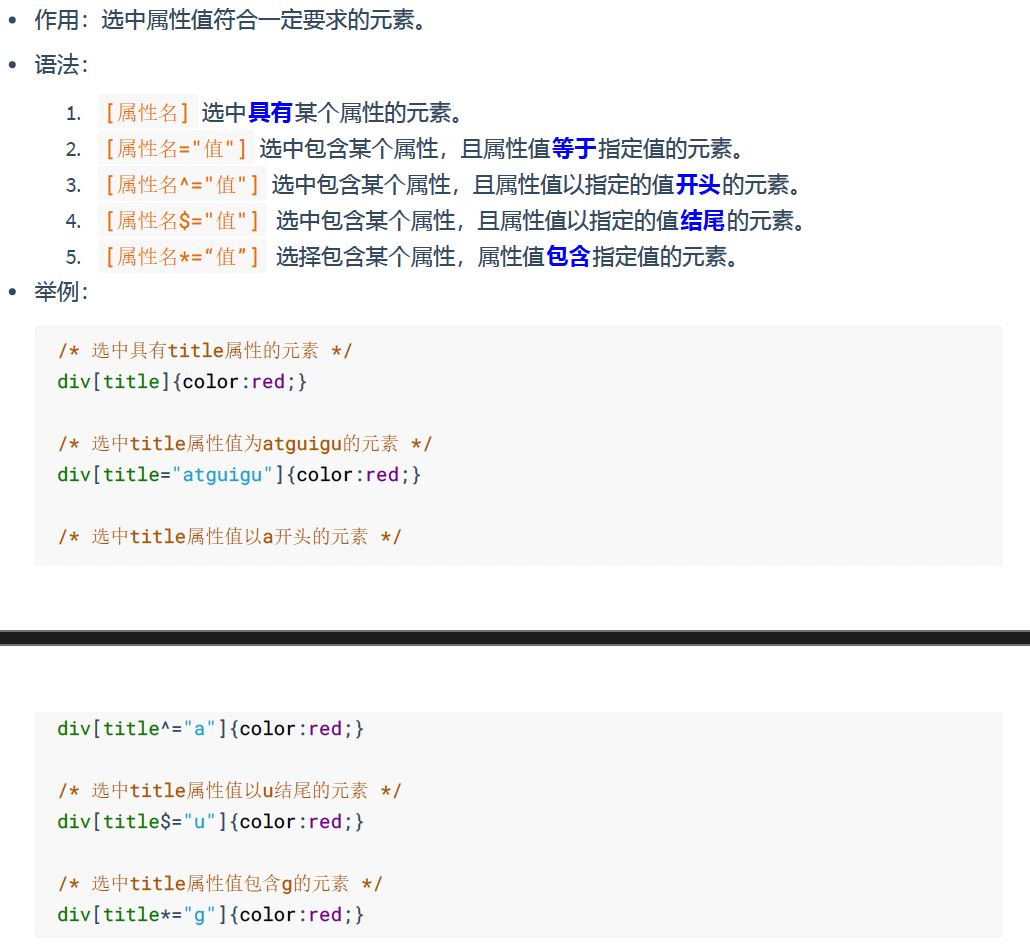 • 作用：选中属性值符合一定要求的元素。
• 语法：
1. [属性名] 选中具有某个属性的元素。
2. [属性名="值"] 选中包含某个属性，且属性值等于指定值的元素。
3. [属性名^="值"] 选中包含某个属性，且属性值以指定的值开头的元素。
4. [属性名$="值"] 选中包含某个属性，且属性值以指定的值结尾的元素。
5. [属性名*=“值”] 选择包含某个属性，属性值包含指定值的元素。
• 举例：
/* 选中具有title属性的元素 */
div[title]{color:red;}
/* 选中title属性值为atguigu的元素 */
div[title="atguigu"]{color:red;}
/* 选中title属性值以a开头的元素 */
div[title^="a"]{color:red;}
/* 选中title属性值以u结尾的元素 */
div[title$="u"]{color:red;}
/* 选中title属性值包含g的元素 */
div[title*="g"]{color:red;}